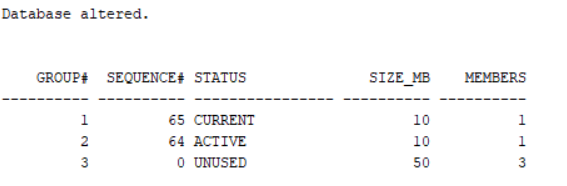 Database altered.
GROUP# SEQUENCE# STATUS SIZE_MB MEMBERS
---------- ---------- ---------------- ---------- ----------
1 65 CURRENT 10 1
2 64 ACTIVE 10 1
3 0 UNUSED 50 3